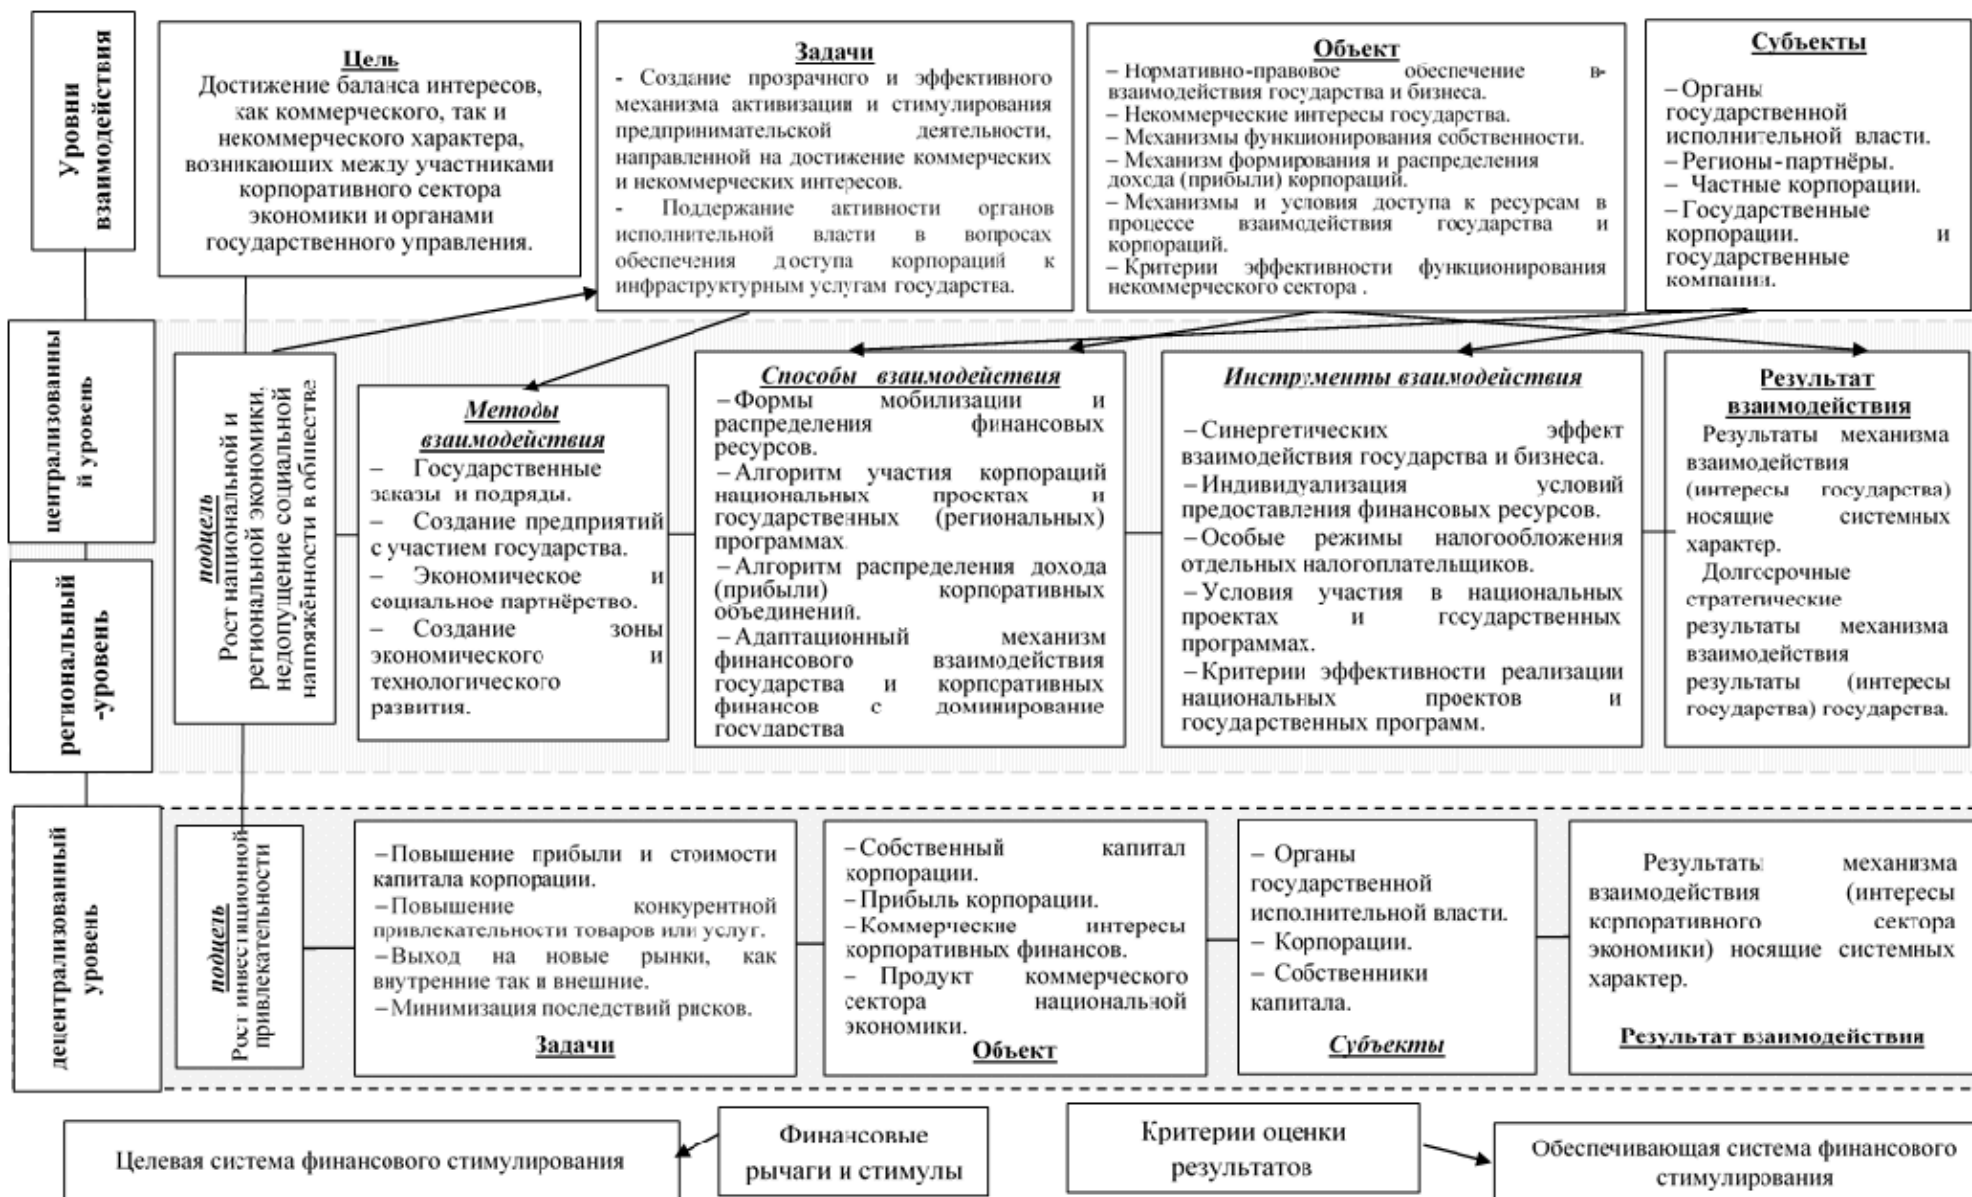 Уровни
взаимодействия
Цель
Достижение баланса интересов,
как коммерческого, так и
некоммерческого характера,
возникаюших между участниками
корпоративного сектора
экономики и органами
государственного управления.
Задачи
- Создание прозрачного и эффективного
механизма активизации и стимулирования
предпринимательской деятельности,
направленной на достижение коммерческих
и некоммерческих интересов.
- Поддержание активности органов
исполнительной власти в вопросах
обеспечения доступа корпораций к
инфраструктурным услугам государства.
Объект
– Нормативно-правовое обеспечение в-
взаимодействия государства и бизнеса.
– Некоммерческие интересы государства.
– Механизмы функционирования собственности.
– Механизм формирования и распределения
дохода (прибыли) корпораций.
– Механизмы и условия доступа к ресурсам в
процессе взаимодействия государства и
корпораций.
– Критерии эффективности функционирования
некоммерческого сектора .
Субъекты
– Органы
государственной
исполнительной власти.
– Регионы-партнёры.
– Частные корпорации.
– Государственные
корпорации. и
государственные
компании.
централизованны
й уровень
региональный
-уровень
подцель
Рост национальной и
региональной экономики,
недопущение социальной
напряжённости в обществе
Методы
взаимодействия
– Государственные
заказы и подряды.
– Создание предприятий
с участием государства.
– Экономическое и
социальное партнёрство.
– Создание зоны
экономического и
технологического
развития.
Способы взаимодействия
– Формы мобилизации и
распределения финансовых
ресурсов.
– Алгоритм участия корпораций
национальных проектах и
государственных (региональных)
программах.
– Алгоритм распределения дохода
(прибыли) корпоративных
объединений.
– Адаптационный механизм
финансового взаимодействия
государства и корпоративных
финансов с доминирование
государства
Инструменты взаимодействия
– Синергетических эффект
взаимодействия государства и бизнеса.
– Индивидуализация условий
предоставления финансовых ресурсов.
– Особые режимы налогообложения
отдельных налогоплательщиков.
– Условия участия в национальных
проектах и государственных
программах.
– Критерии эффективности реализации
национальных проектов и
государственных программ.
Результат
взаимодействия
Результаты механизма
взаимодействия
(интересы государства)
носящие системных
характер.
Долгосрочные
стратегические
результаты механизма
взаимодействия
результаты (интересы
государства) государства.
децентрализованный
уровень
подцель
Рост инвестиционной
привлекательности
– Повышение прибыли и стоимости
капитала корпорации.
– Повышение конкурентной
привлекательности товаров или услуг.
– Выход на новые рынки, как
внутренние так и внешние.
– Минимизация последствий рисков.
Задачи
– Собственный капитал
корпорации.
– Прибыль корпорации.
– Коммерческие интересы
корпоративных финансов.
– Продукт коммерческого
сектора национальной
экономики.
Объект
– Органы
государственной
исполнительной власти.
– Корпорации.
– Собственники
капитала.
Субъекты
Результаты механизма
взаимодействия (интересы
корпоративного сектора
экономики) носящие системных
характер.
Результат взаимодействия
Целевая система финансового стимулирования
Финансовые
рычаги и стимулы
Критерии оценки
результатов
Обеспечивающая система финансового
стимулирования